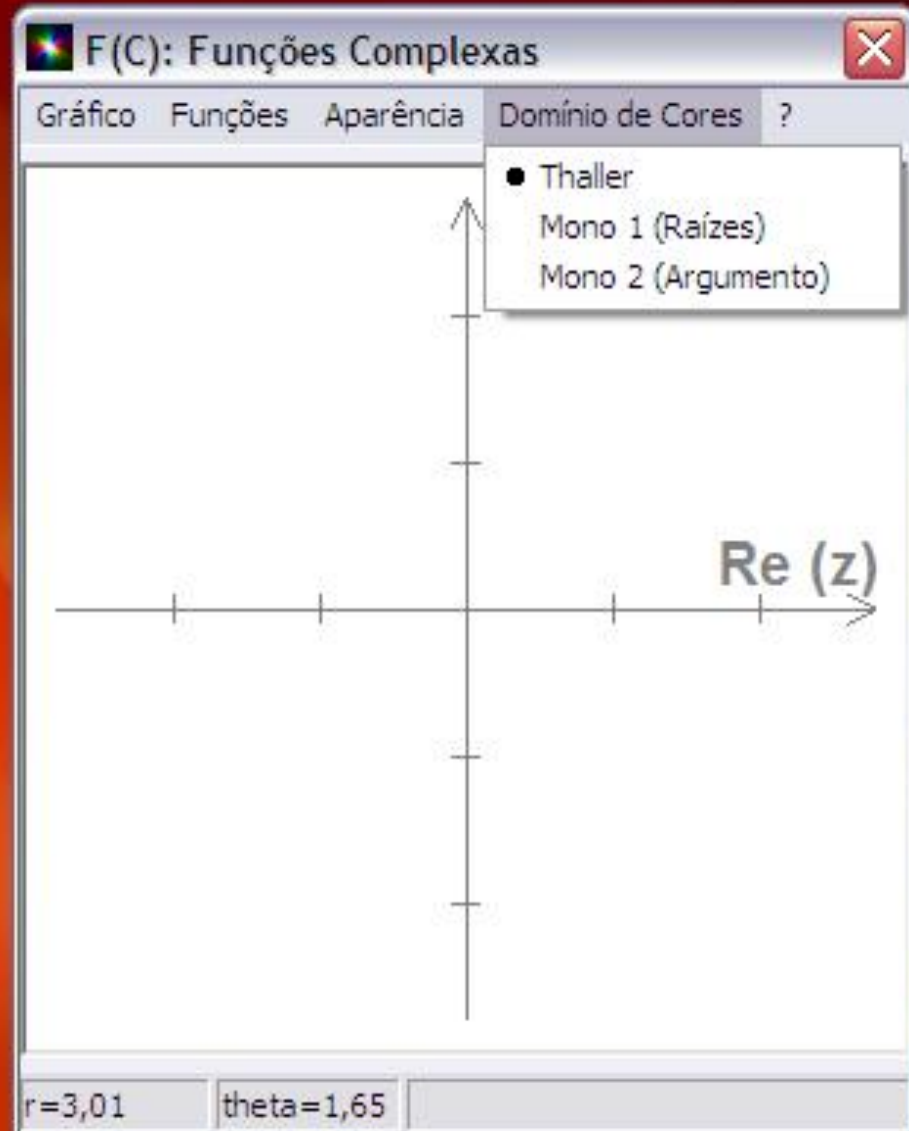 F(C): Funções Complexas
Gráfico Funções Aparência Domínio de Cores ?
Thaller
Mono 1 (Raízes)
Mono 2 (Argumento)
Re (z)
r=3,01 theta=1,65